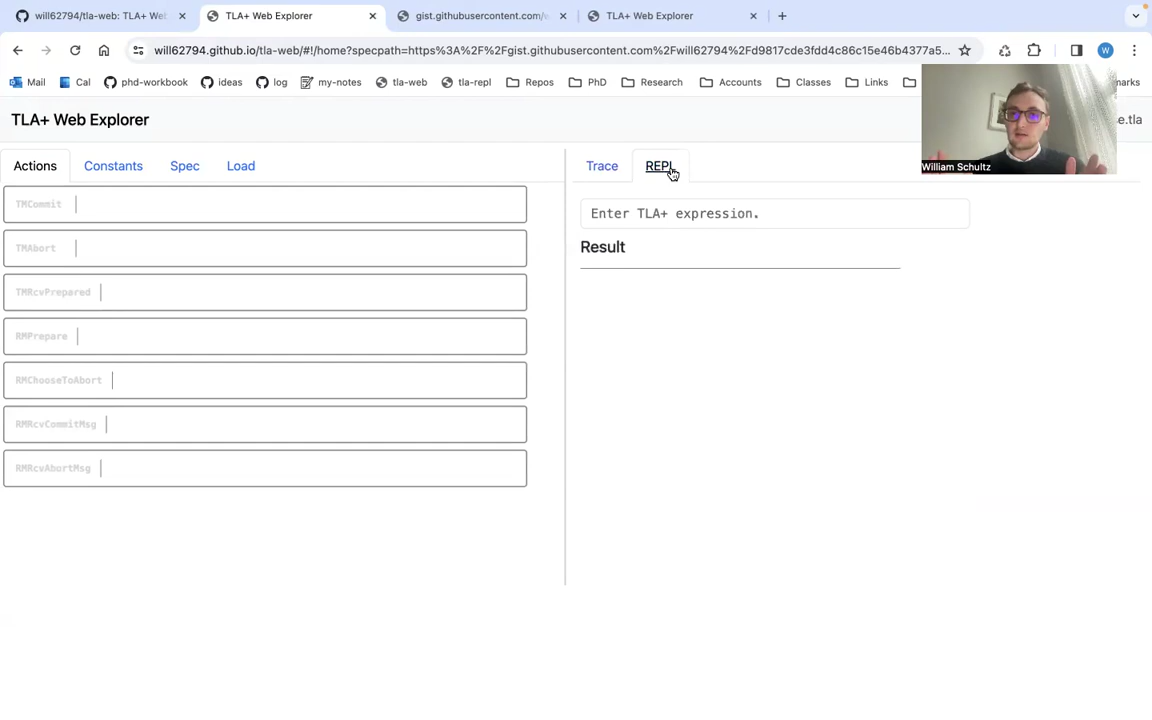 will62794/tla-web: TLA+ Web
TLA+ Web Explorer
gist.githubusercontent.com/w
TLA+ Web Explorer
will62794.github.io/tla-web/#!/home?specpath=https%3A%2F%2Fgist.githubusercontent.com%2Fwill62794%2Fd9817cde3fdd4c86c15e46b4377a5...
W
Mail
Cal
phd-workbook
ideas
log
my-notes
tla-web
tla-repl
Repos
PhD
Research
Accounts
Classes
Links
marks
TLA+ Web Explorer
e.tla
William Schultz
Actions
Constants
Spec
Load
Trace
REPL
TMCommit
TMAbort
TMRcvPrepared
RMPrepare
RMChooseToAbort
RMRcvCommitMsg
RMRcvAbortMsg
Enter TLA+ expression.
Result